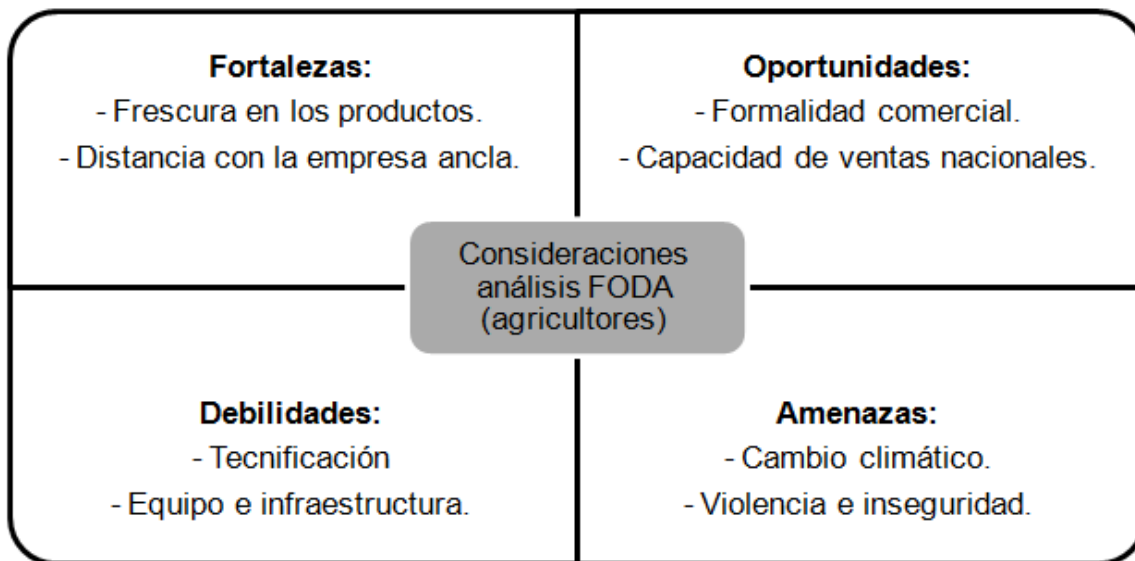 Fortalezas:
- Frescura en los productos.
- Distancia con la empresa ancla.
Oportunidades:
- Formalidad comercial.
- Capacidad de ventas nacionales.
Consideraciones
análisis FODA
(agricultores)
Debilidades:
- Tecnificación
- Equipo e infraestructura.
Amenazas:
- Cambio climático.
- Violencia e inseguridad.